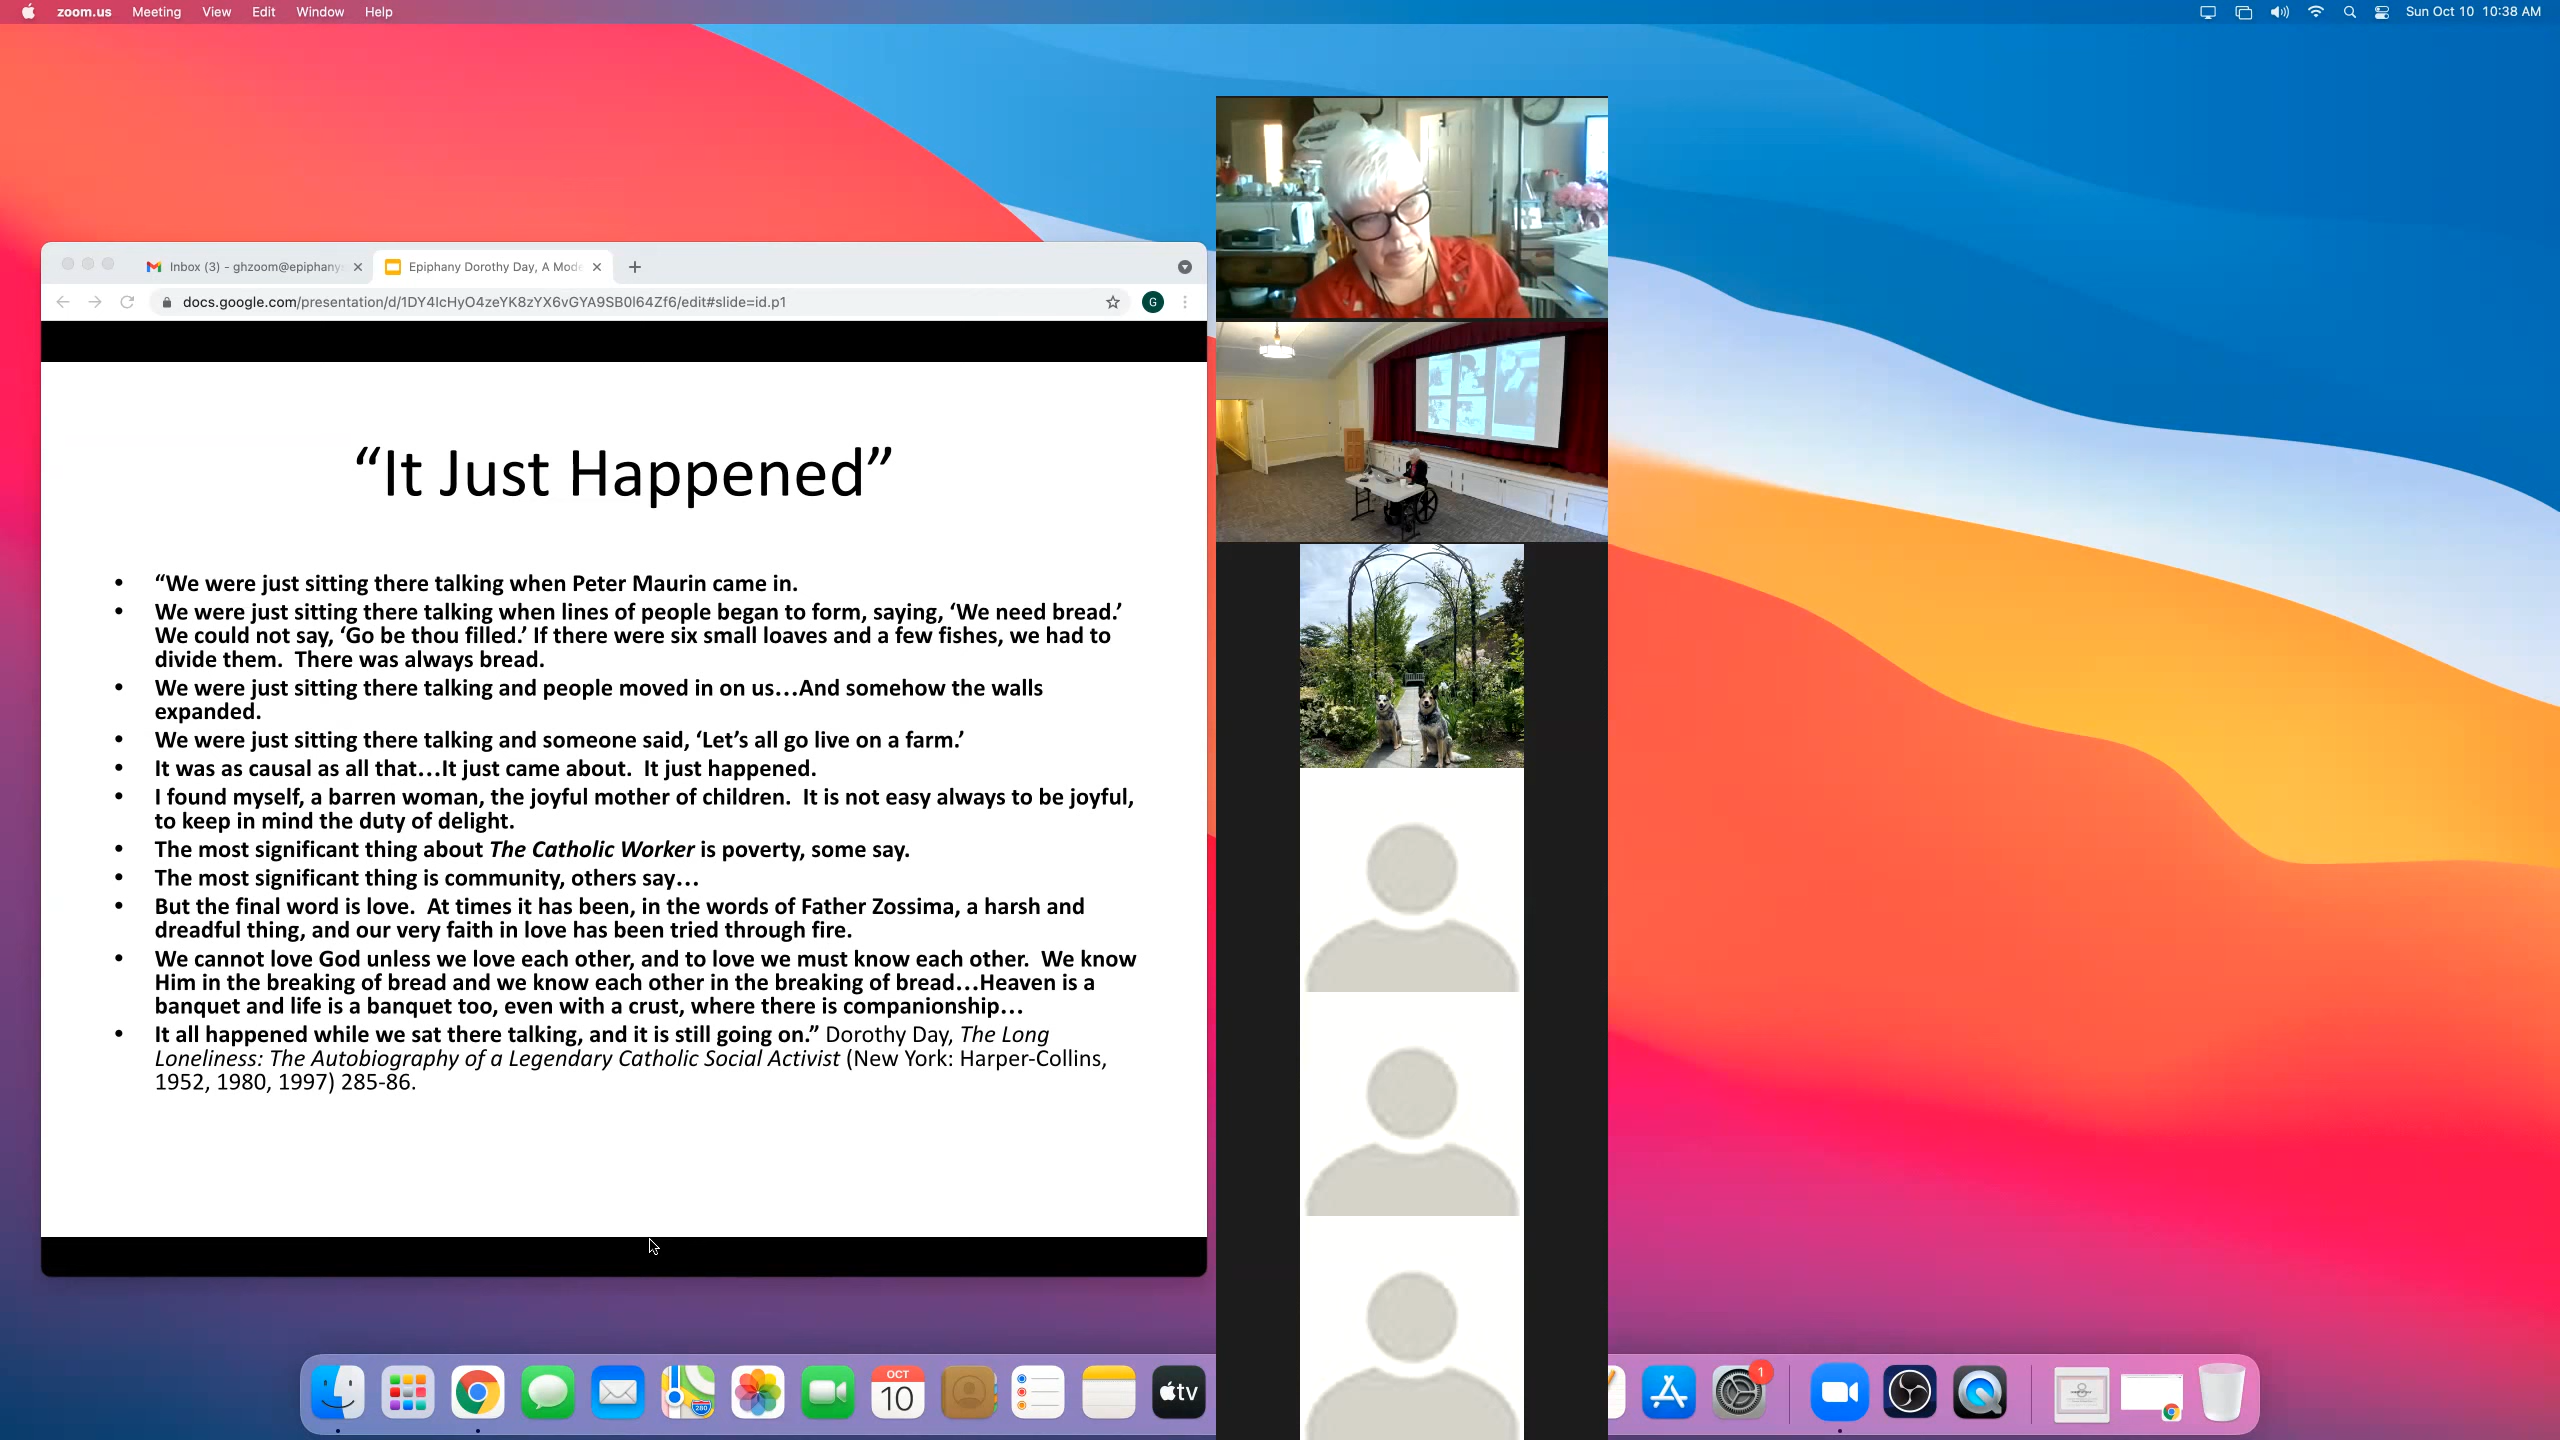 zoom.us Meeting View Edit Window Help
Sun Oct 10 10:38 AM
Inbox (3) - ghzoom@epiphany
Epiphany Dorothy Day, A Mode
docs.google.com/presentation/d/1DY4IcHyO4zeYK8zYX6vGYA9SB0l64Zf6/edit#slide=id.p1
G
“It Just Happened”
• “We were just sitting there talking when Peter Maurin came in.
• We were just sitting there talking when lines of people began to form, saying, ‘We need bread.’
We could not say, ‘Go be thou filled.’ If there were six small loaves and a few fishes, we had to
divide them. There was always bread.
• We were just sitting there talking and people moved in on us…And somehow the walls
expanded.
• We were just sitting there talking and someone said, ‘Let’s all go live on a farm.’
• It was as causal as all that…It just came about. It just happened.
• I found myself, a barren woman, the joyful mother of children. It is not easy always to be joyful,
to keep in mind the duty of delight.
• The most significant thing about The Catholic Worker is poverty, some say.
• The most significant thing is community, others say…
• But the final word is love. At times it has been, in the words of Father Zossima, a harsh and
dreadful thing, and our very faith in love has been tried through fire.
• We cannot love God unless we love each other, and to love we must know each other. We know
Him in the breaking of bread and we know each other in the breaking of bread…Heaven is a
banquet and life is a banquet too, even with a crust, where there is companionship…
• It all happened while we sat there talking, and it is still going on.” Dorothy Day, The Long
Loneliness: The Autobiography of a Legendary Catholic Social Activist (New York: Harper-Collins,
1952, 1980, 1997) 285-86.
280
OCT
10
tv
1